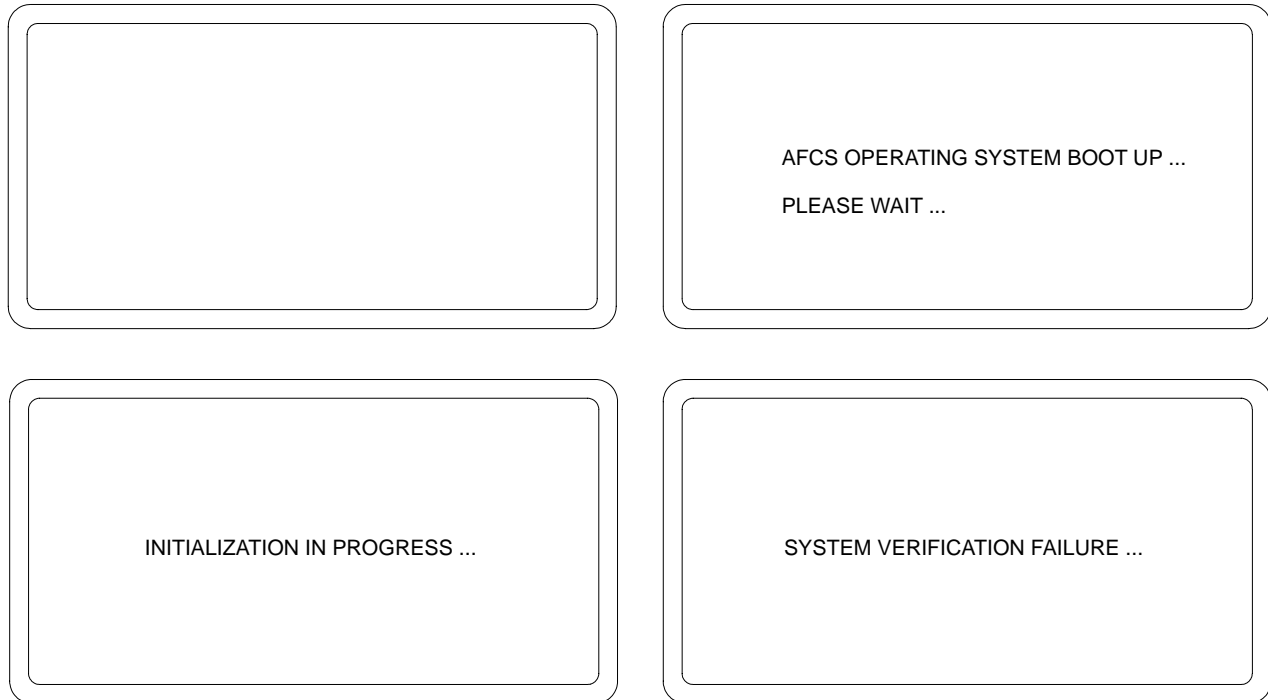 AFCS OPERATING SYSTEM BOOT UP ...
PLEASE WAIT ...
INITIALIZATION IN PROGRESS ...
SYSTEM VERIFICATION FAILURE ...